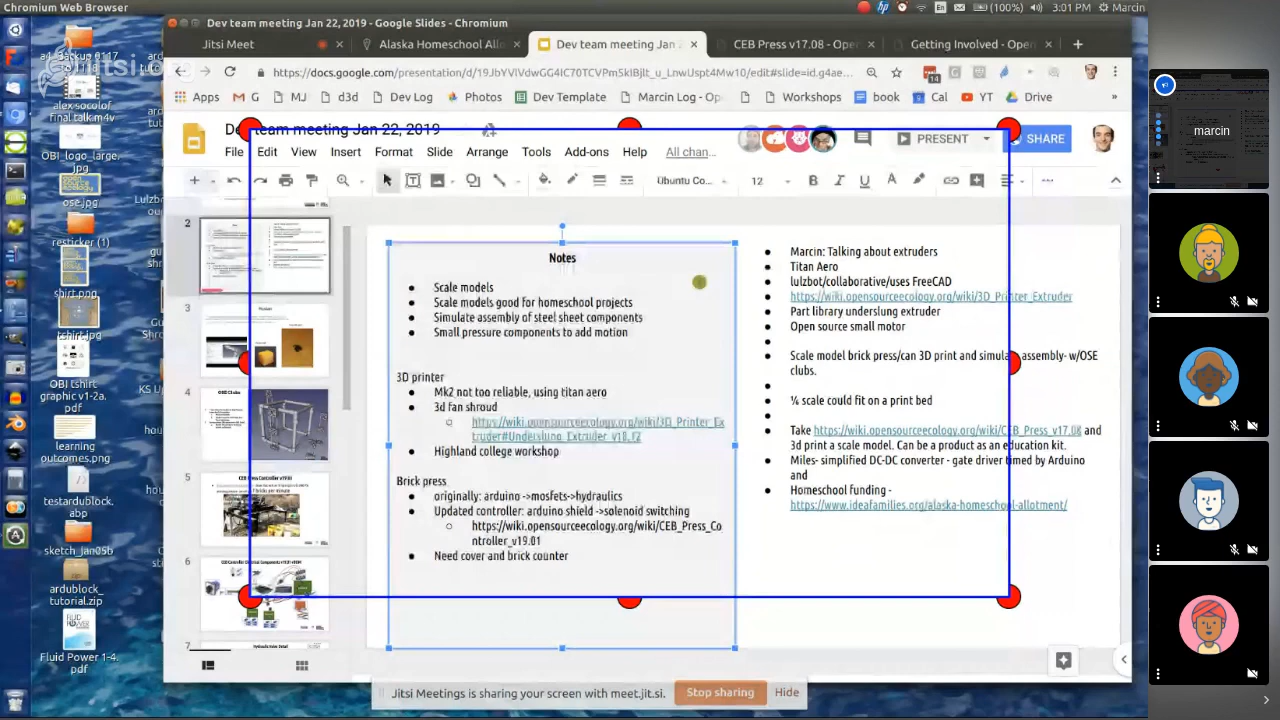 Chromium Web Browser
En
(100%)
3:01 PM
Marcin
Dev team meeting Jan 22, 2019 - Google Slides - Chromium
Jitsi Meet
Alaska Homeschool All
Dev team meeting Jan
CEB Press v17.08 - Ope
Getting Involved - Open
https://docs.google.com/presentation/d/
14
Apps
G
MJ
d3d
Dev Log
Project
DevTemplate
Marcin Log - Op
Workshops
book
Cal
YT
Drive
»
Dev team meeting Jan 22, 2019
PRESENT
SHARE
File
Edit
View
Insert
Format
Slide
Arrange
Tools
Add-ons
Help
All chan...
Ubuntu Co...
12
2
3
4
5
6
7
Notes
● Scale models
Scale models good for homeschool projects
● Simulate assembly of steel sheet components
● Small pressure components to add motion
3D printer
● Mk2 not too reliable, using titan aero
3d fan shroud
○ https://wiki.opensourceecology.org/wiki/3D_Printer_Ex
truder#Underslung_Extruder_v18.12
● Highland college workshop
Brick press
originally: arduino ->mosfets->hydraulics
● Updated controller: arduino shield ->solenoid switching
○ https://wiki.opensourceecology.org/wiki/CEB_Press_Co
ntroller_v19.01
● Need cover and brick counter
● Marcin: Talking about extruders
● Titan Aero
● lulzbot/collaborative/uses FreeCAD
● https://wiki.opensourceecology.org/wiki/3D_Printer_Extruder
● Part library underslung extruder
● Open source small motor
● Scale model brick press/can 3D print and simulate assembly- w/OSE
clubs.
● ¼ scale could fit on a print bed
● Take https://wiki.opensourceecology.org/wiki/CEB_Press_v17.08 and
3d print a scale model. Can be a product as an education kit.
● Miles- simplified DC-DC converter - gate driver timed by Arduino
and
● Homeschool funding -
https://www.ideafamilies.org/alaska-homeschool-allotment/
Jitsi Meetings is sharing your screen with meet.jit.si.
Stop sharing
Hide
alex socolof
final talk.m4v
OBI_logo_large.
jpg
ose.jpg
resticker (1)
shirt.png
tshirt.jpg
OBI tshirt
graphic v1-2a.
pdf
learning
outcomes.png
testardublock.
abp
sketch_jan05b
ardublock_
tutorial.zip
Fluid Power 1-4.
pdf
marcin